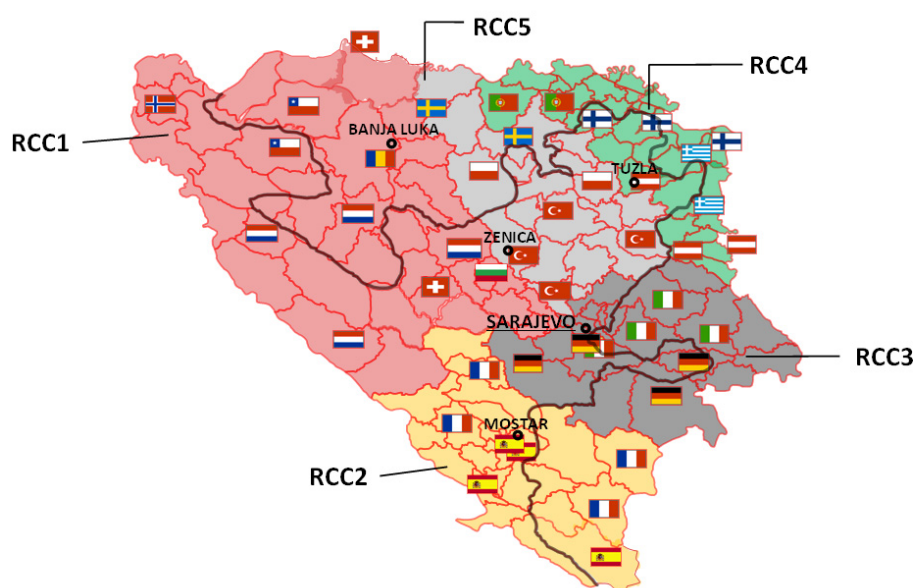 RCC5
RCC4
RCC1
BANJA LUKA
TUZLA
ZENICA
SARAJEVO
RCC3
MOSTAR
RCC2